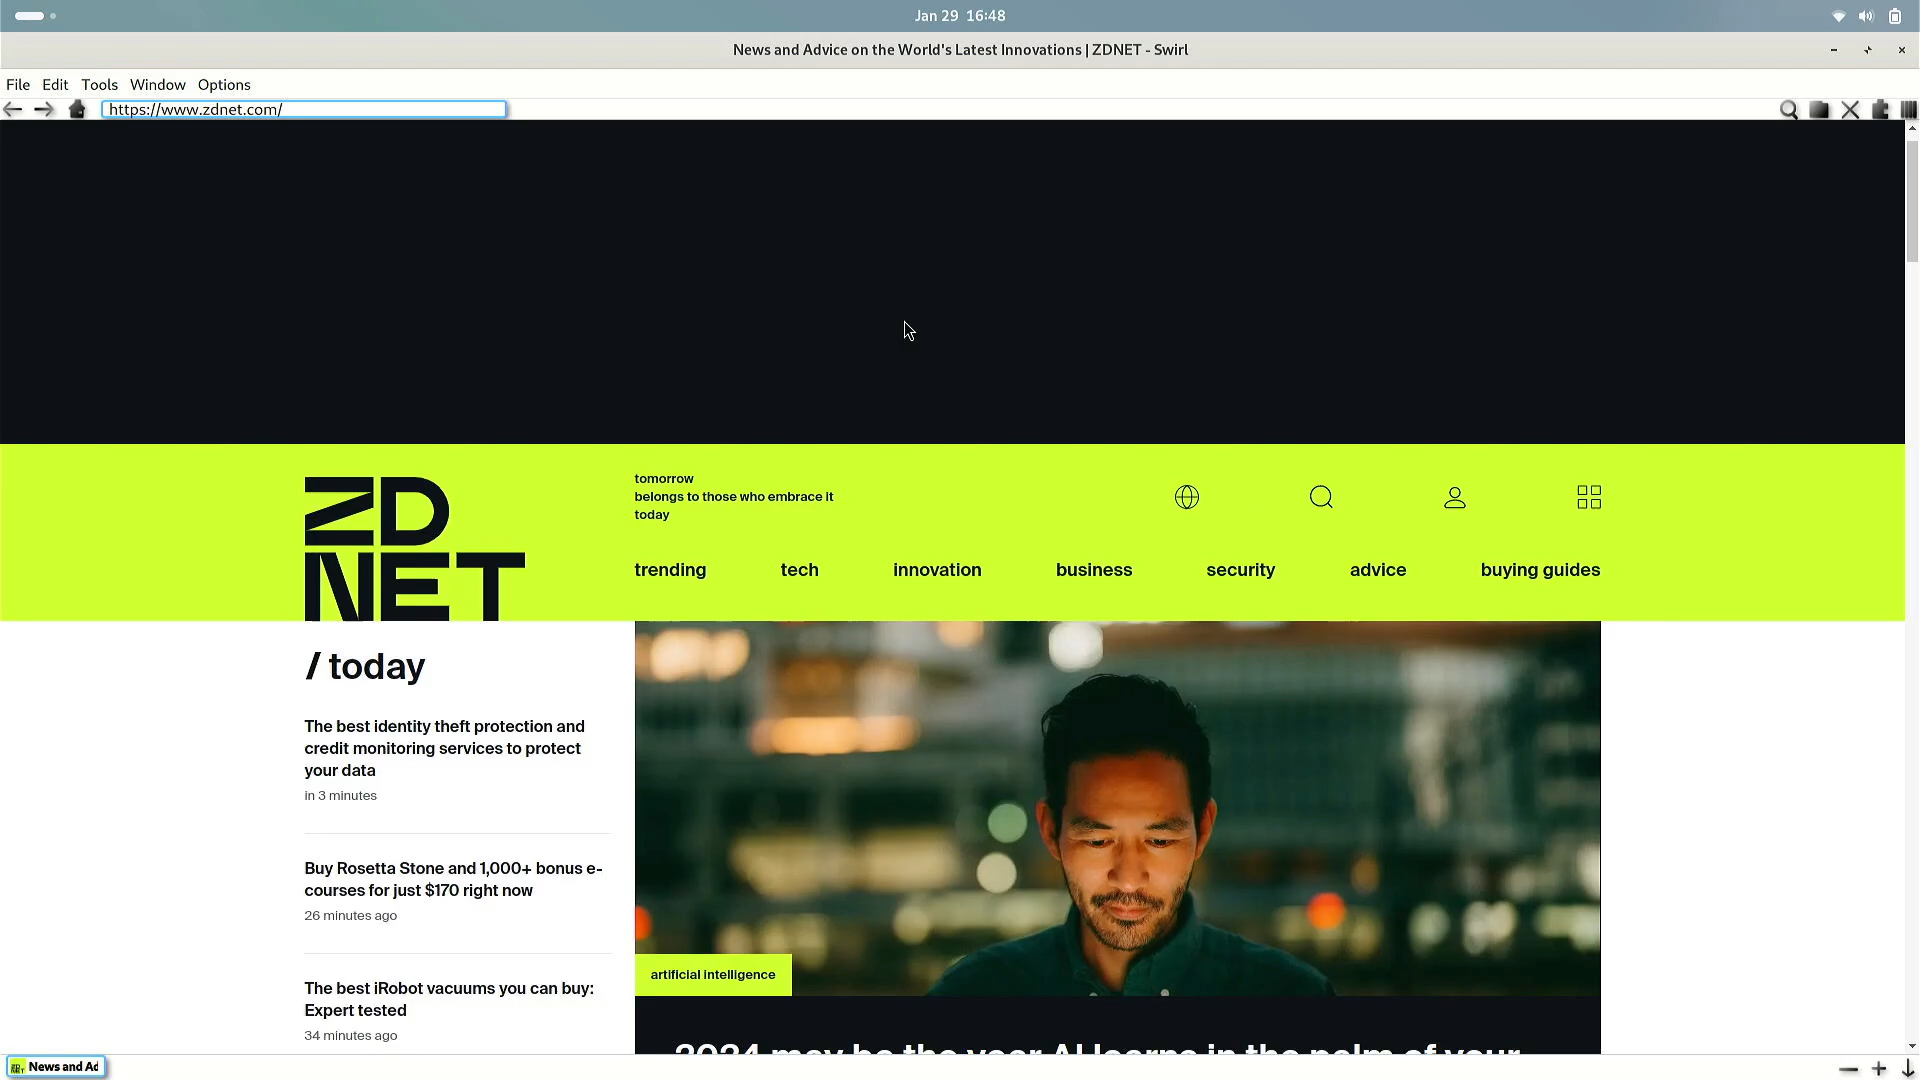 Jan 29 16:48
News and Advice on the World's Latest Innovations | ZDNET - Swirl
File Edit Tools Window Options
https://www.zdnet.com/
ZD
NET
tomorrow
belongs to those who embrace it
today
trending tech innovation business security advice buying guides
/ today
The best identity theft protection and
credit monitoring services to protect
your data
in 3 minutes
Buy Rosetta Stone and 1,000+ bonus e-
courses for just $170 right now
26 minutes ago
The best iRobot vacuums you can buy:
Expert tested
34 minutes ago
artificial intelligence
2024 may be the year AI learns in the palm of your
News and Ad